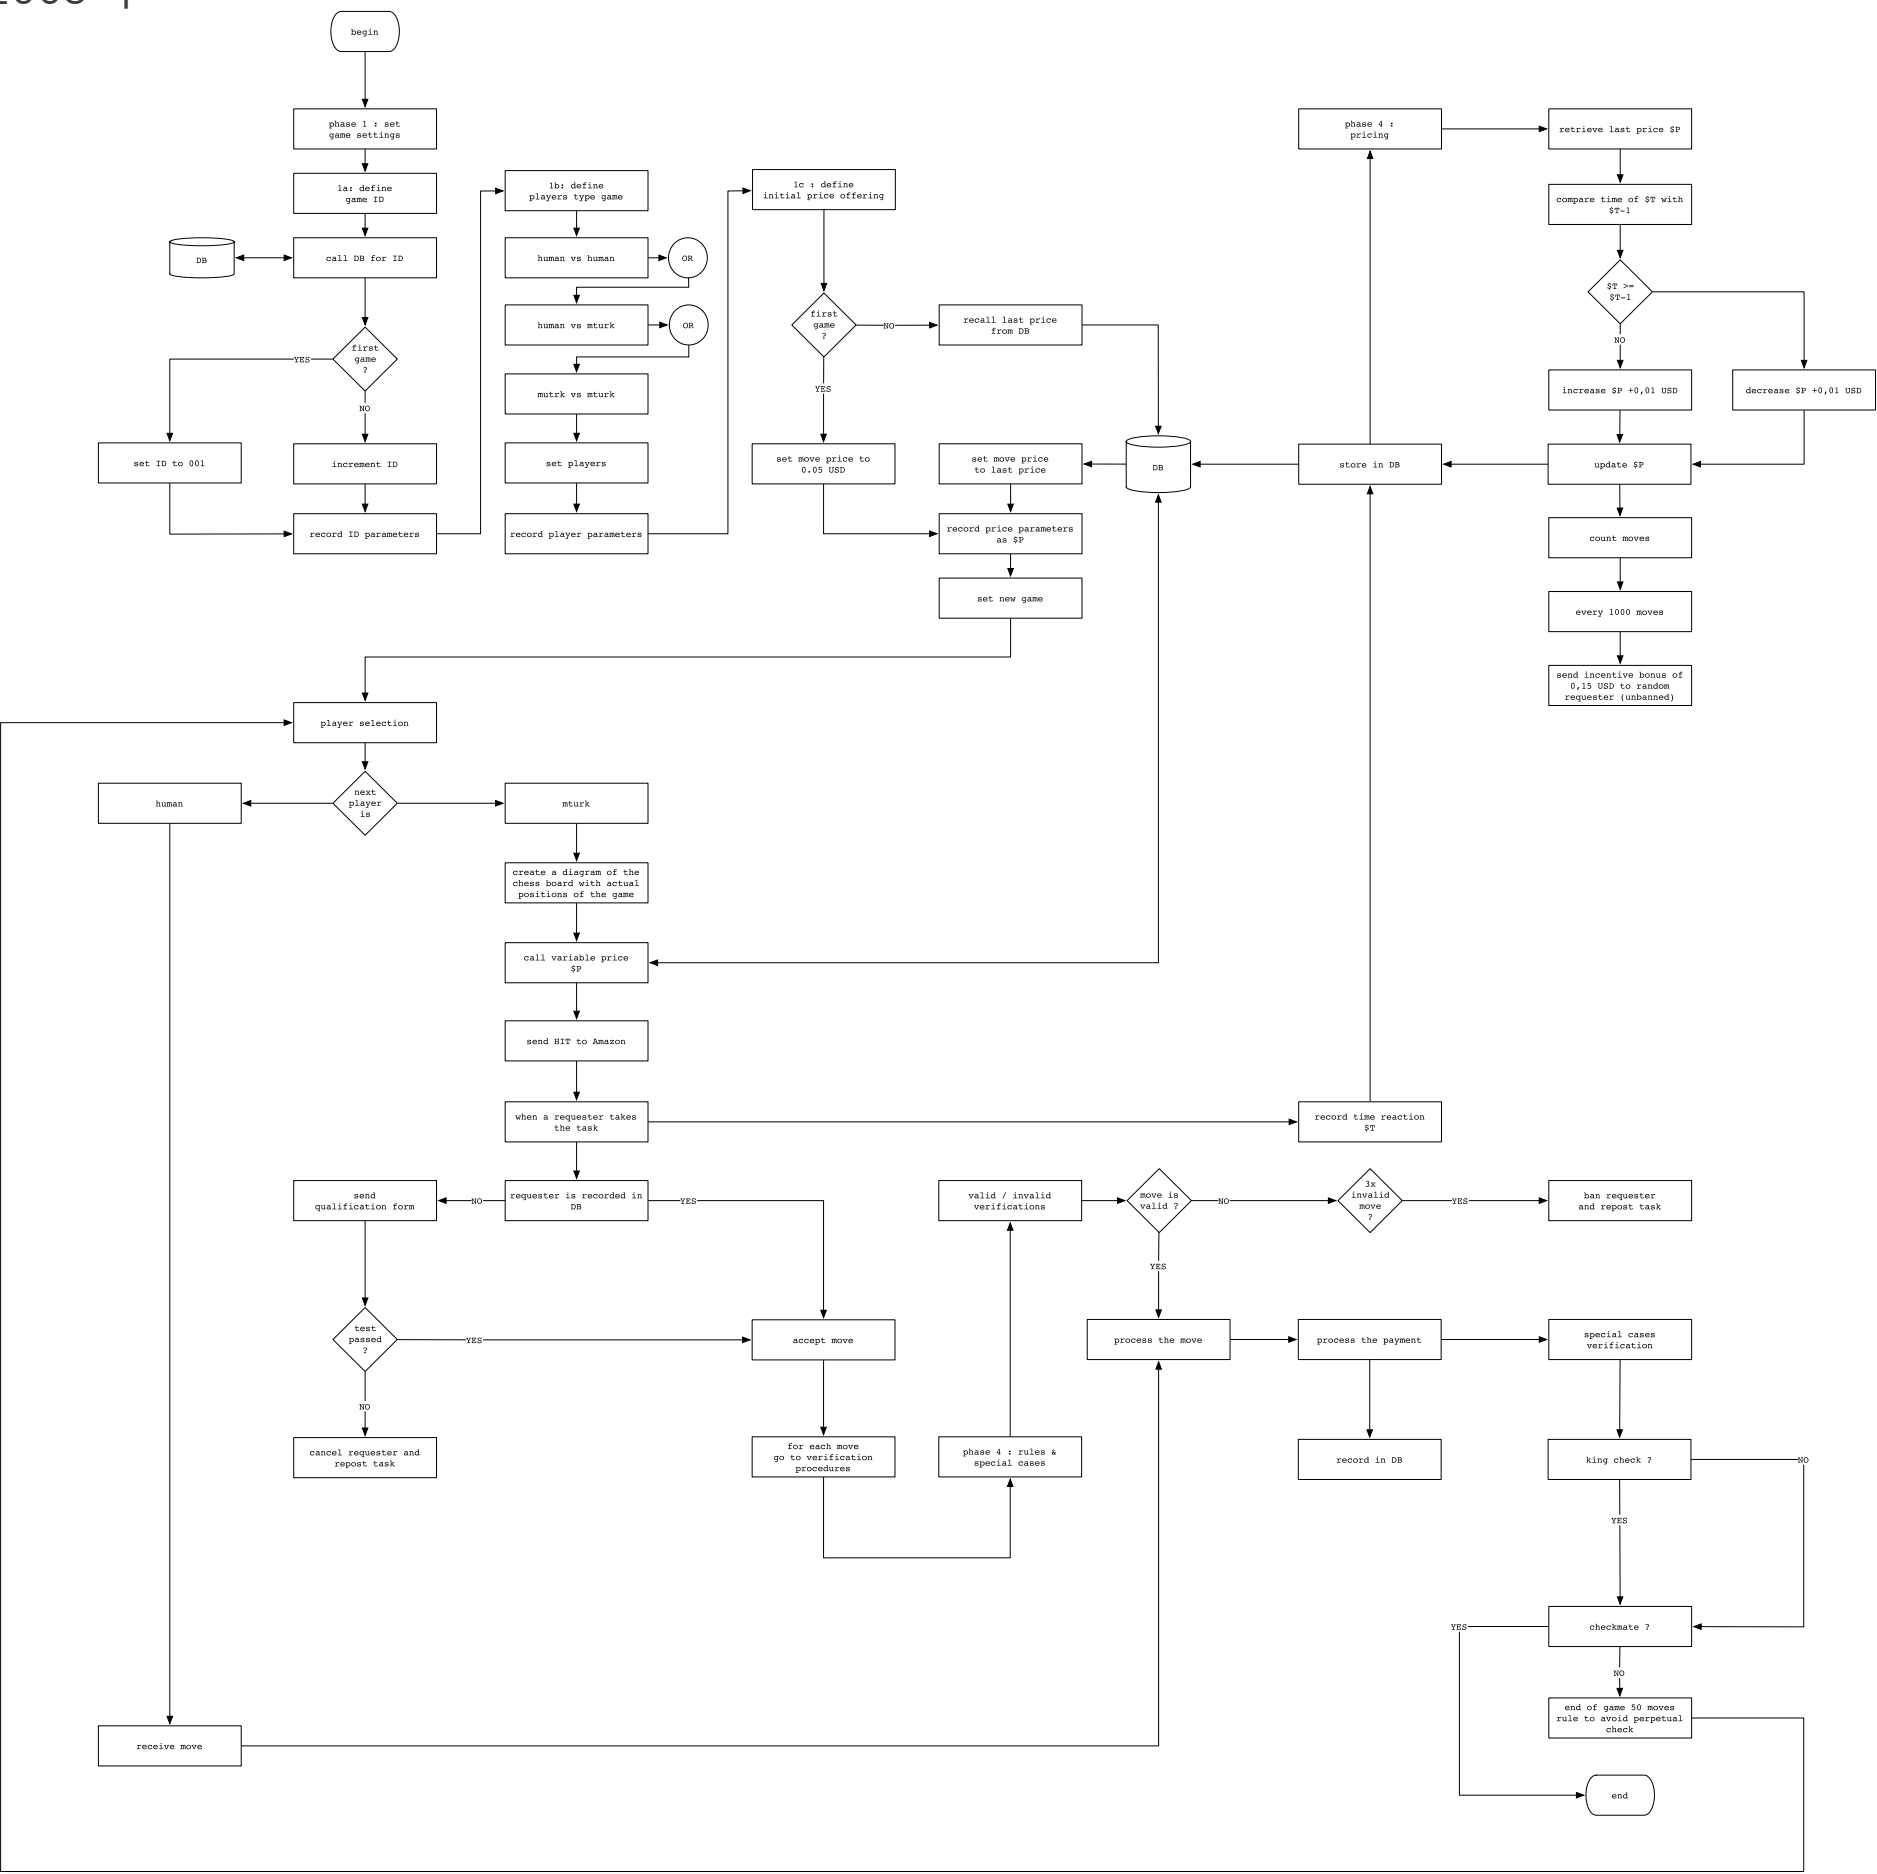 begin
phase 1 : set
game settings
1a: define
game ID
DB
call DB for ID
first
game
?
YES
NO
set ID to 001
increment ID
record ID parameters
1b: define
players type game
human vs human
OR
human vs mturk
OR
mutrk vs mturk
set players
record player parameters
1c : define
initial price offering
first
game
?
NO
YES
recall last price
from DB
set move price to
0.05 USD
set move price
to last price
DB
record price parameters
as $P
set new game
phase 4 :
pricing
retrieve last price $P
compare time of $T with
$T-1
$T >=
$T-1
NO
increase $P +0,01 USD
decrease $P +0,01 USD
store in DB
update $P
count moves
every 1000 moves
send incentive bonus of
0,15 USD to random
requester (unbanned)
player selection
next
player
is
human
mturk
create a diagram of the
chess board with actual
positions of the game
call variable price
$P
send HIT to Amazon
when a requester takes
the task
record time reaction
$T
requester is recorded in
DB
NO
YES
send
qualification form
test
passed
?
YES
NO
cancel requester and
repost task
accept move
for each move
go to verification
procedures
phase 4 : rules &
special cases
valid / invalid
verifications
move is
valid ?
NO
YES
3x
invalid
move
?
YES
ban requester
and repost task
process the move
process the payment
record in DB
special cases
verification
king check ?
NO
YES
checkmate ?
YES
NO
end of game 50 moves
rule to avoid perpetual
check
receive move
end